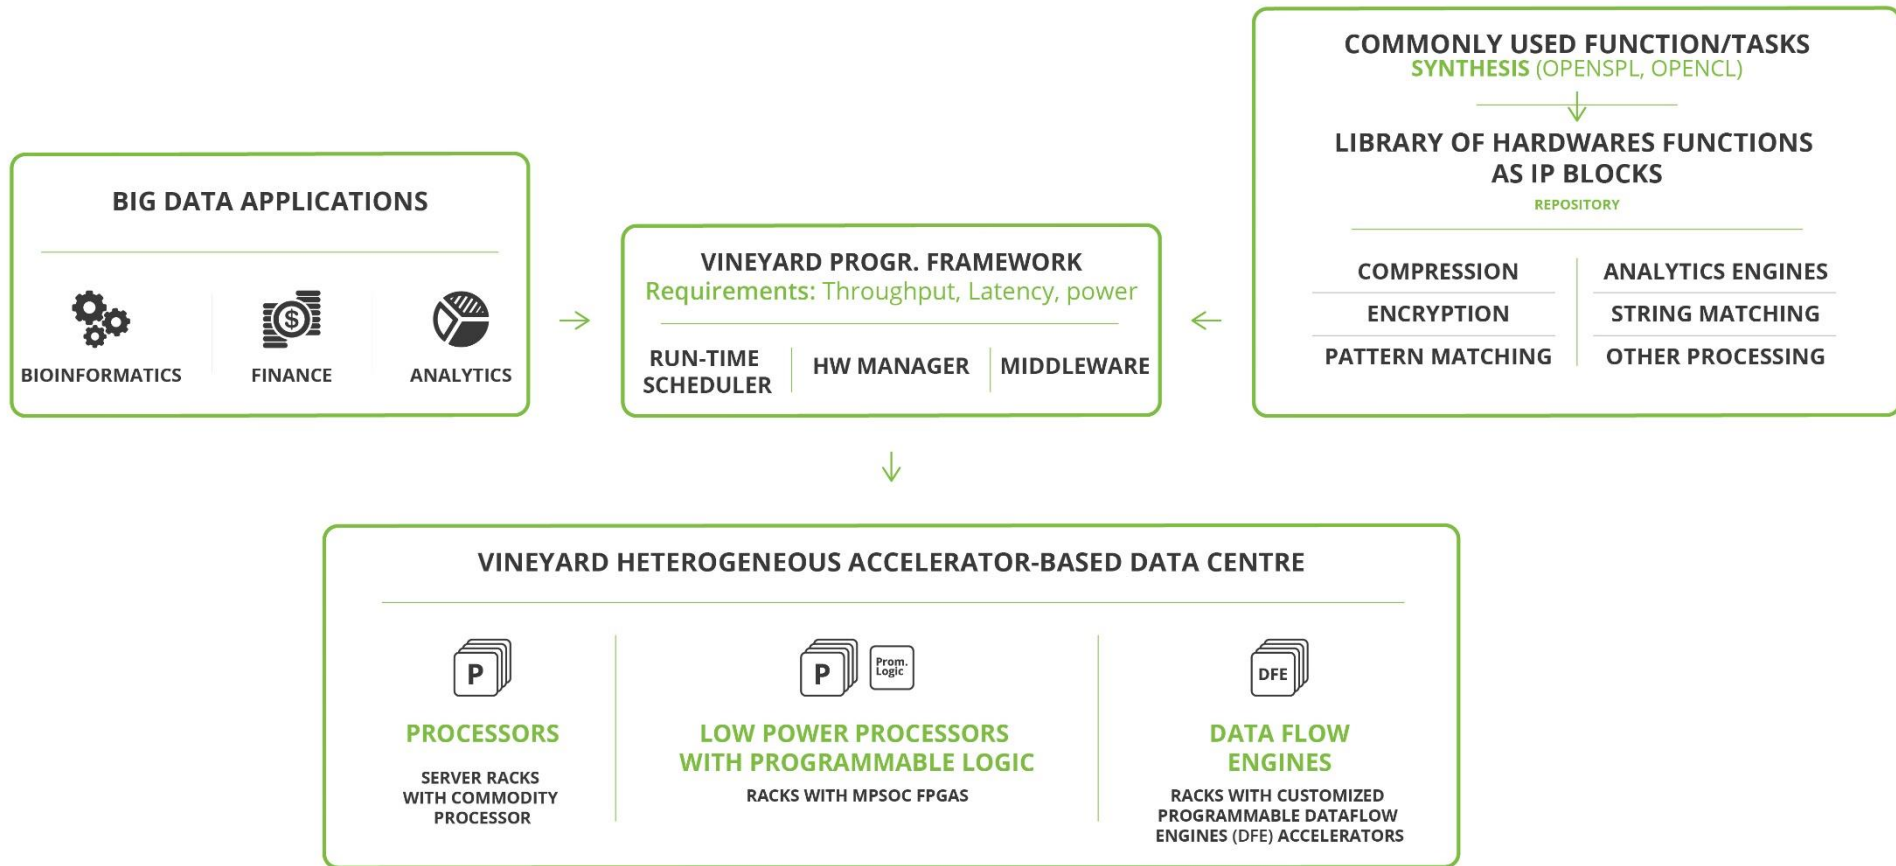 BIG DATA APPLICATIONS
BIOINFORMATICS
FINANCE
ANALYTICS
VINEYARD PROGR. FRAMEWORK
Requirements: Throughput, Latency, power
RUN-TIME
SCHEDULER
HW MANAGER
MIDDLEWARE
COMMONLY USED FUNCTION/TASKS
SYNTHESIS (OPENSPL, OPENCL)
LIBRARY OF HARDWARES FUNCTIONS
AS IP BLOCKS
REPOSITORY
COMPRESSION
ANALYTICS ENGINES
ENCRYPTION
STRING MATCHING
PATTERN MATCHING
OTHER PROCESSING
VINEYARD HETEROGENEOUS ACCELERATOR-BASED DATA CENTRE
P
PROCESSORS
SERVER RACKS
WITH COMMODITY
PROCESSOR
P
Prom.
Logic
LOW POWER PROCESSORS
WITH PROGRAMMABLE LOGIC
RACKS WITH MPSOC FPGAS
DFE
DATA FLOW
ENGINES
RACKS WITH CUSTOMIZED
PROGRAMMABLE DATAFLOW
ENGINES (DFE) ACCELERATORS